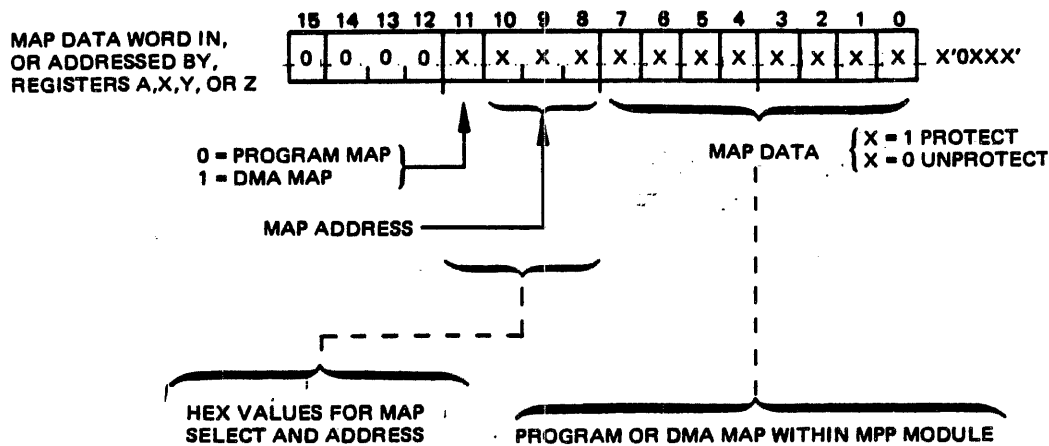 15 14 13 12 11 10 9 8 7 6 5 4 3 2 1 0
MAP DATA WORD IN,
OR ADDRESSED BY,
REGISTERS A,X,Y, OR Z
0 0 0 0 X X X X X X X X X X X X
X'0XXX'
0 = PROGRAM MAP
1 = DMA MAP
MAP DATA
X = 1 PROTECT
X = 0 UNPROTECT
MAP ADDRESS
HEX VALUES FOR MAP
SELECT AND ADDRESS
PROGRAM OR DMA MAP WITHIN MPP MODULE